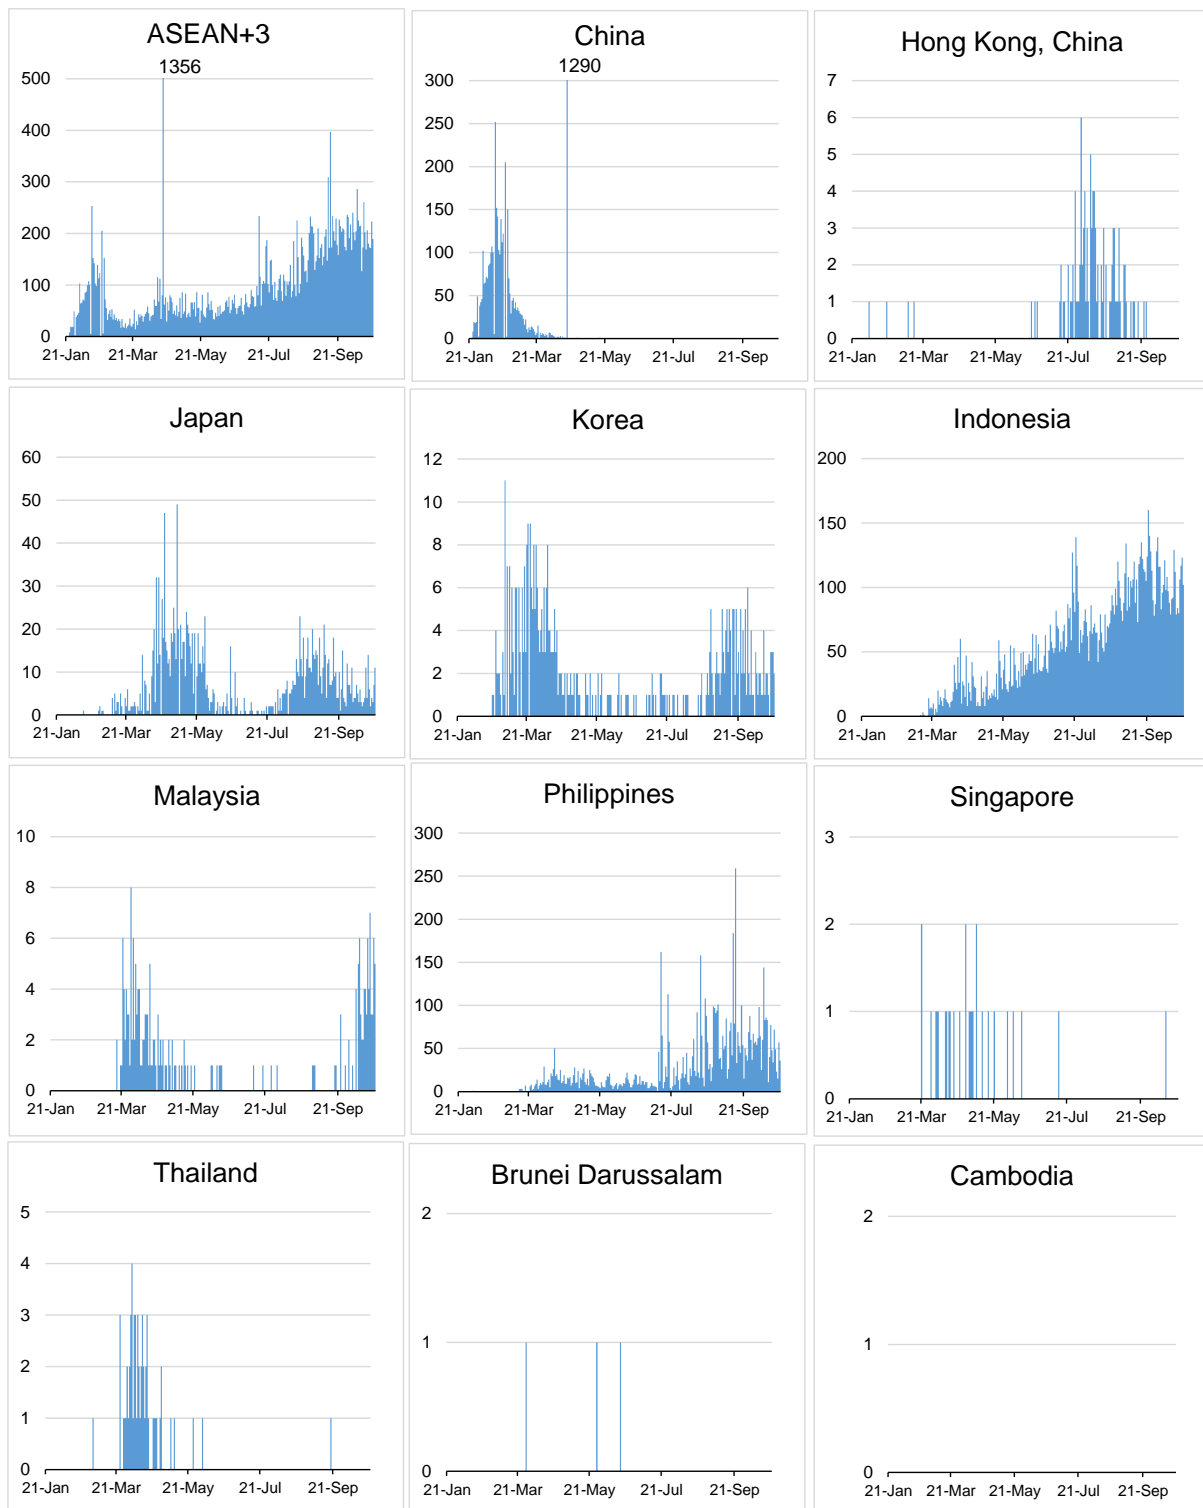 ASEAN+3
1356
500
400
300
200
100
0
21-Jan 21-Mar 21-May 21-Jul 21-Sep
China
1290
300
250
200
150
100
50
0
21-Jan 21-Mar 21-May 21-Jul 21-Sep
Hong Kong, China
7
6
5
4
3
2
1
0
21-Jan 21-Mar 21-May 21-Jul 21-Sep
Japan
60
50
40
30
20
10
0
21-Jan 21-Mar 21-May 21-Jul 21-Sep
Korea
12
10
8
6
4
2
0
21-Jan 21-Mar 21-May 21-Jul 21-Sep
Indonesia
200
150
100
50
0
21-Jan 21-Mar 21-May 21-Jul 21-Sep
Malaysia
10
8
6
4
2
0
21-Jan 21-Mar 21-May 21-Jul 21-Sep
Philippines
300
250
200
150
100
50
0
21-Jan 21-Mar 21-May 21-Jul 21-Sep
Singapore
3
2
1
0
21-Jan 21-Mar 21-May 21-Jul 21-Sep
Thailand
5
4
3
2
1
0
21-Jan 21-Mar 21-May 21-Jul 21-Sep
Brunei Darussalam
2
1
0
21-Jan 21-Mar 21-May 21-Jul 21-Sep
Cambodia
2
1
0
21-Jan 21-Mar 21-May 21-Jul 21-Sep